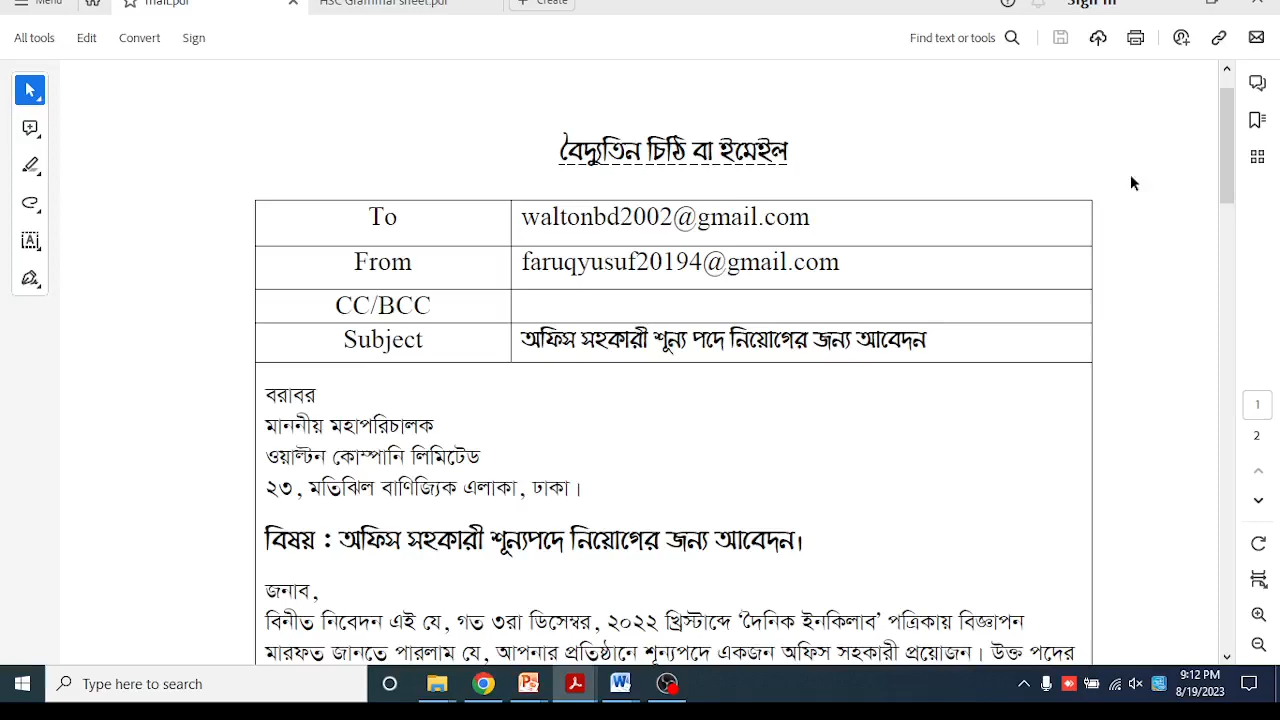 Menu mail.pdf HSC Grammar sheet.pdf Create Sign in
All tools Edit Convert Sign Find text or tools
বৈদ্যুতিন চিঠি বা ইমেইল
To waltonbd2002@gmail.com
From faruqyusuf20194@gmail.com
CC/BCC
Subject অফিস সহকারী শূন্য পদে নিয়োগের জন্য আবেদন
বরাবর
মাননীয় মহাপরিচালক
ওয়াল্টন কোম্পানি লিমিটেড
২৩, মতিঝিল বাণিজ্যিক এলাকা, ঢাকা।
বিষয় : অফিস সহকারী শূন্যপদে নিয়োগের জন্য আবেদন।
জনাব,
বিনীত নিবেদন এই যে, গত ৩রা ডিসেম্বর, ২০২২ খ্রিস্টাব্দে ‘দৈনিক ইনকিলাব’ পত্রিকায় বিজ্ঞাপন
মারফত জানতে পারলাম যে, আপনার প্রতিষ্ঠানে শূন্যপদে একজন অফিস সহকারী প্রয়োজন। উক্ত পদের
1
2
Type here to search
9:12 PM
8/19/2023